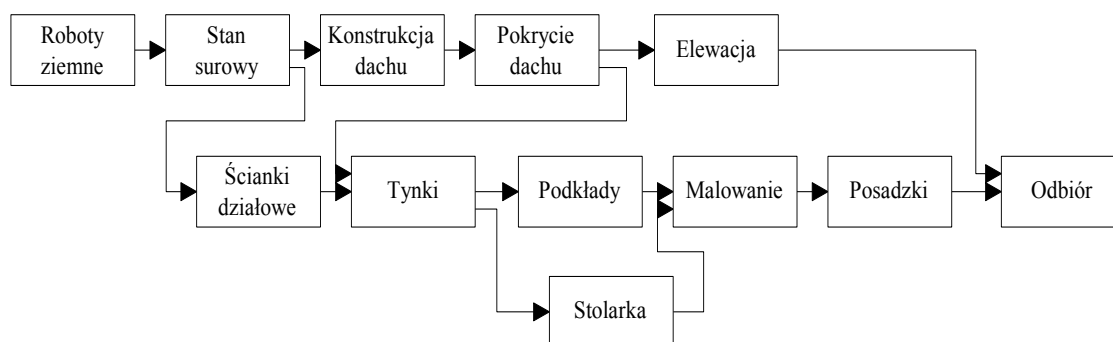 Roboty
ziemne
Stan
surowy
Konstrukcja
dachu
Pokrycie
dachu
Elewacja
Ścianki
działowe
Tynki
Podkłady
Malowanie
Posadzki
Odbiór
Stolarka